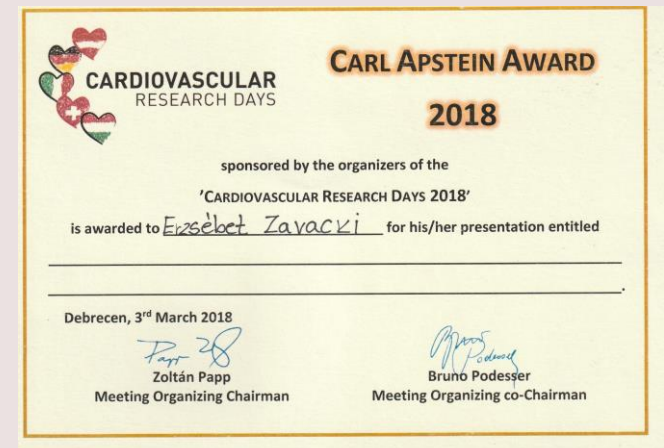 CARDIOVASCULAR
RESEARCH DAYS
CARL APSTEIN AWARD
2018
sponsored by the organizers of the
'CARDIOVASCULAR RESEARCH DAYS 2018'
is awarded to Erzsèbet Zavacki for his/her presentation entitled
Debrecen, 3rd March 2018
Zoltán Papp
Meeting Organizing Chairman
Bruno Podesser
Meeting Organizing co-Chairman